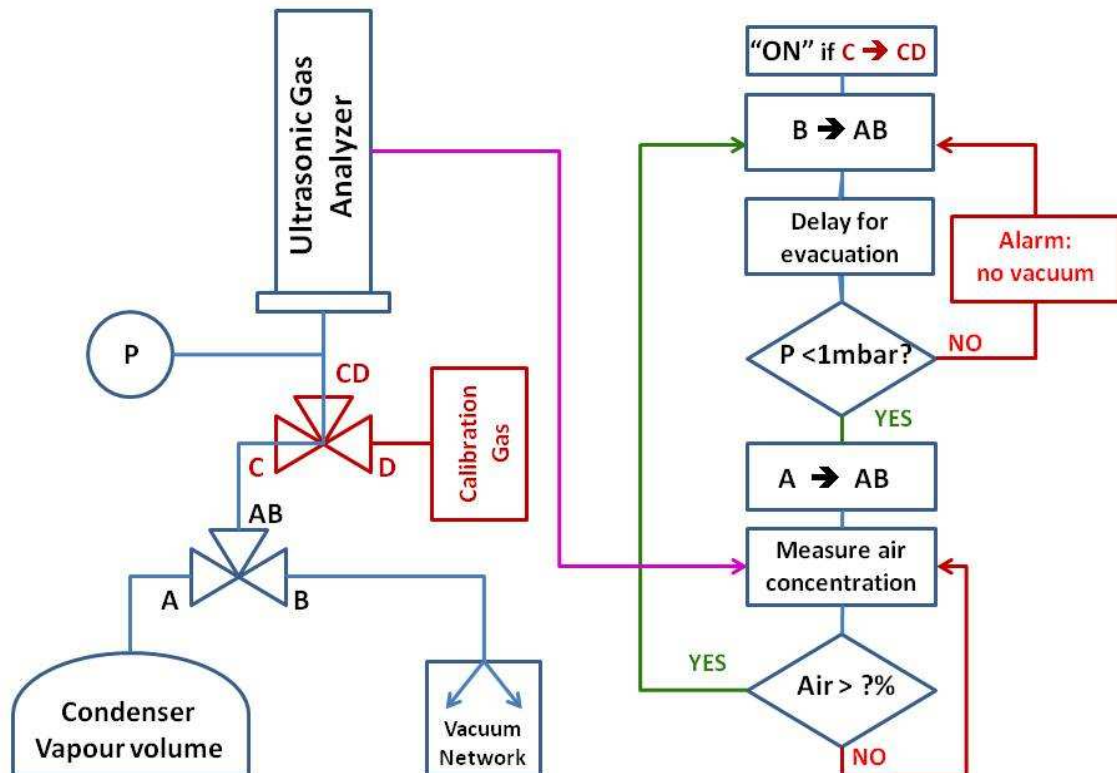 Ultrasonic Gas
Analyzer
P
CD
C
D
Calibration
Gas
AB
A
B
Condenser
Vapour volume
Vacuum
Network
“ON” if C ➔ CD
B ➔ AB
Delay for
evacuation
Alarm:
no vacuum
P <1mbar?
NO
YES
A ➔ AB
Measure air
concentration
YES
Air > ?%
NO